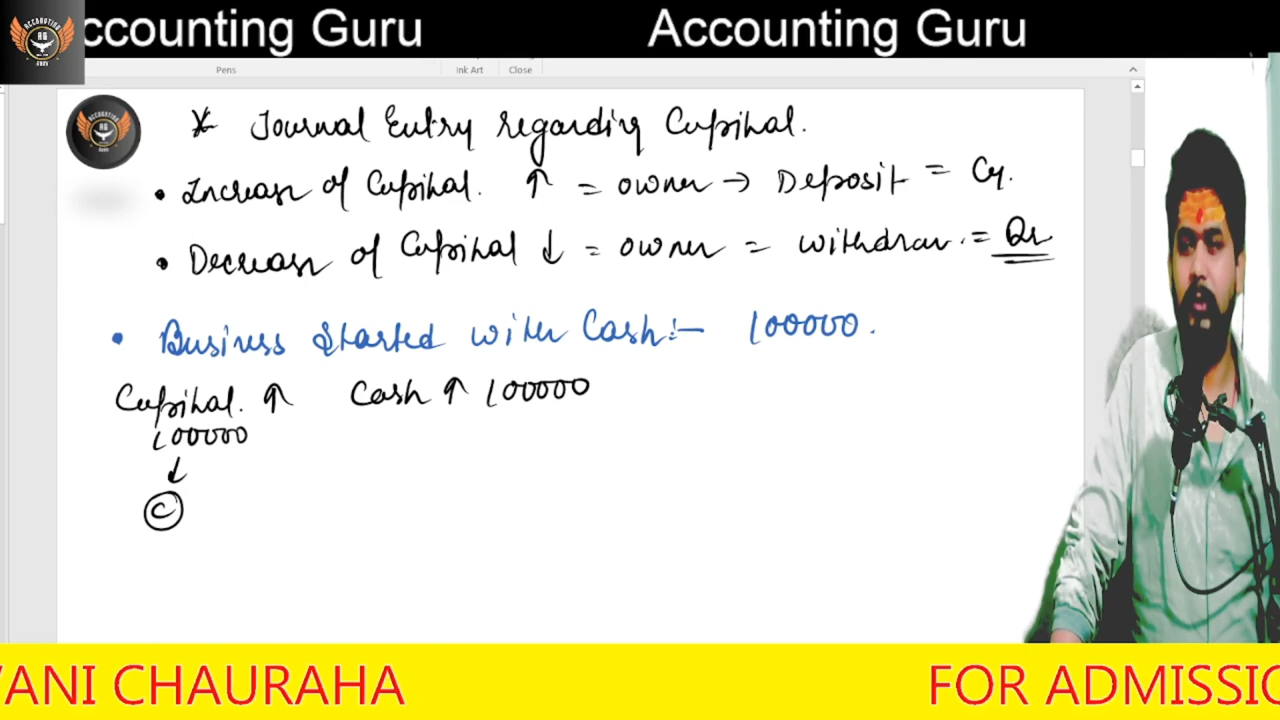 ccounting Guru Accounting Guru
Pens Ink Art Close
* Journal Entry regarding Capital.
• Increase of Capital. ↑ = owner → Deposit = Cr.
• Decrease of Capital ↓ = owner = withdraw. = Dr
• Business Started with Cash:- 100000.
Capital. ↑ Cash ↑ 100000
100000
↓
C
VANI CHAURAHA FOR ADMISSIO